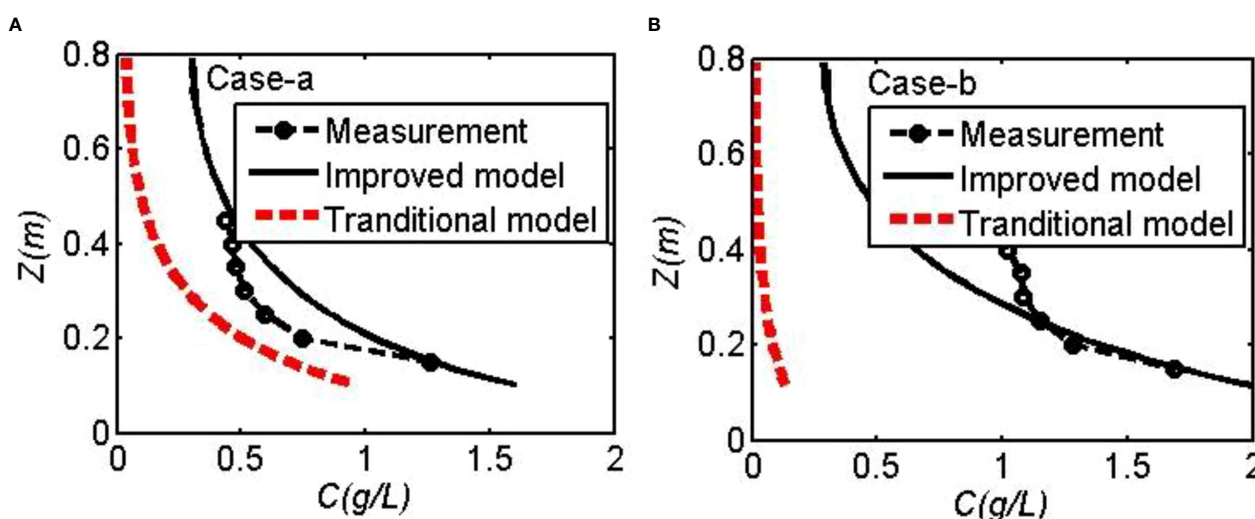 A
0.8
0.6
0.4
0.2
0
Z(m)
Case-a
Measurement
Improved model
Tranditional model
0
0.5
1
1.5
2
C(g/L)
B
0.8
0.6
0.4
0.2
0
Z(m)
Case-b
Measurement
Improved model
Tranditional model
0
0.5
1
1.5
2
C(g/L)